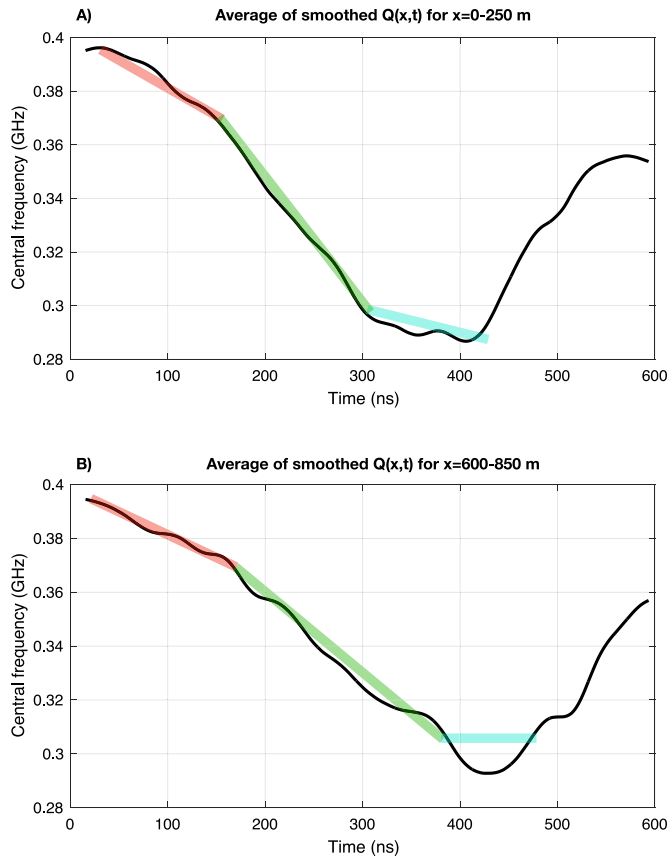 A) Average of smoothed Q(x,t) for x=0-250 m
0.4
0.38
0.36
0.34
0.32
0.3
0.28
Central frequency (GHz)
0 100 200 300 400 500 600
Time (ns)
B) Average of smoothed Q(x,t) for x=600-850 m
0.4
0.38
0.36
0.34
0.32
0.3
0.28
Central frequency (GHz)
0 100 200 300 400 500 600
Time (ns)